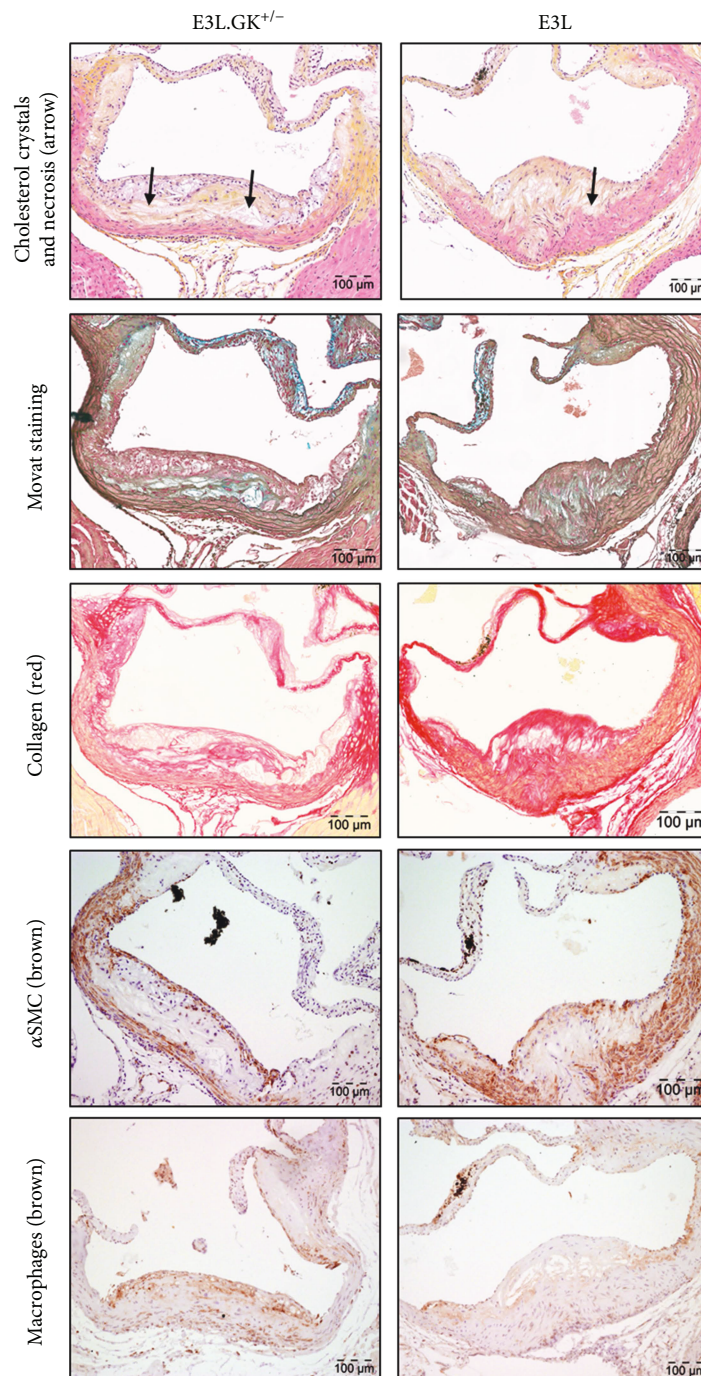 E3L.GK+/− E3L
Cholesterol crystals
and necrosis (arrow)
100 µm 100 µm
Movat staining
100 µm 100 µm
Collagen (red)
100 µm 100 µm
αSMC (brown)
100 µm 100 µm
Macrophages (brown)
100 µm 100 µm